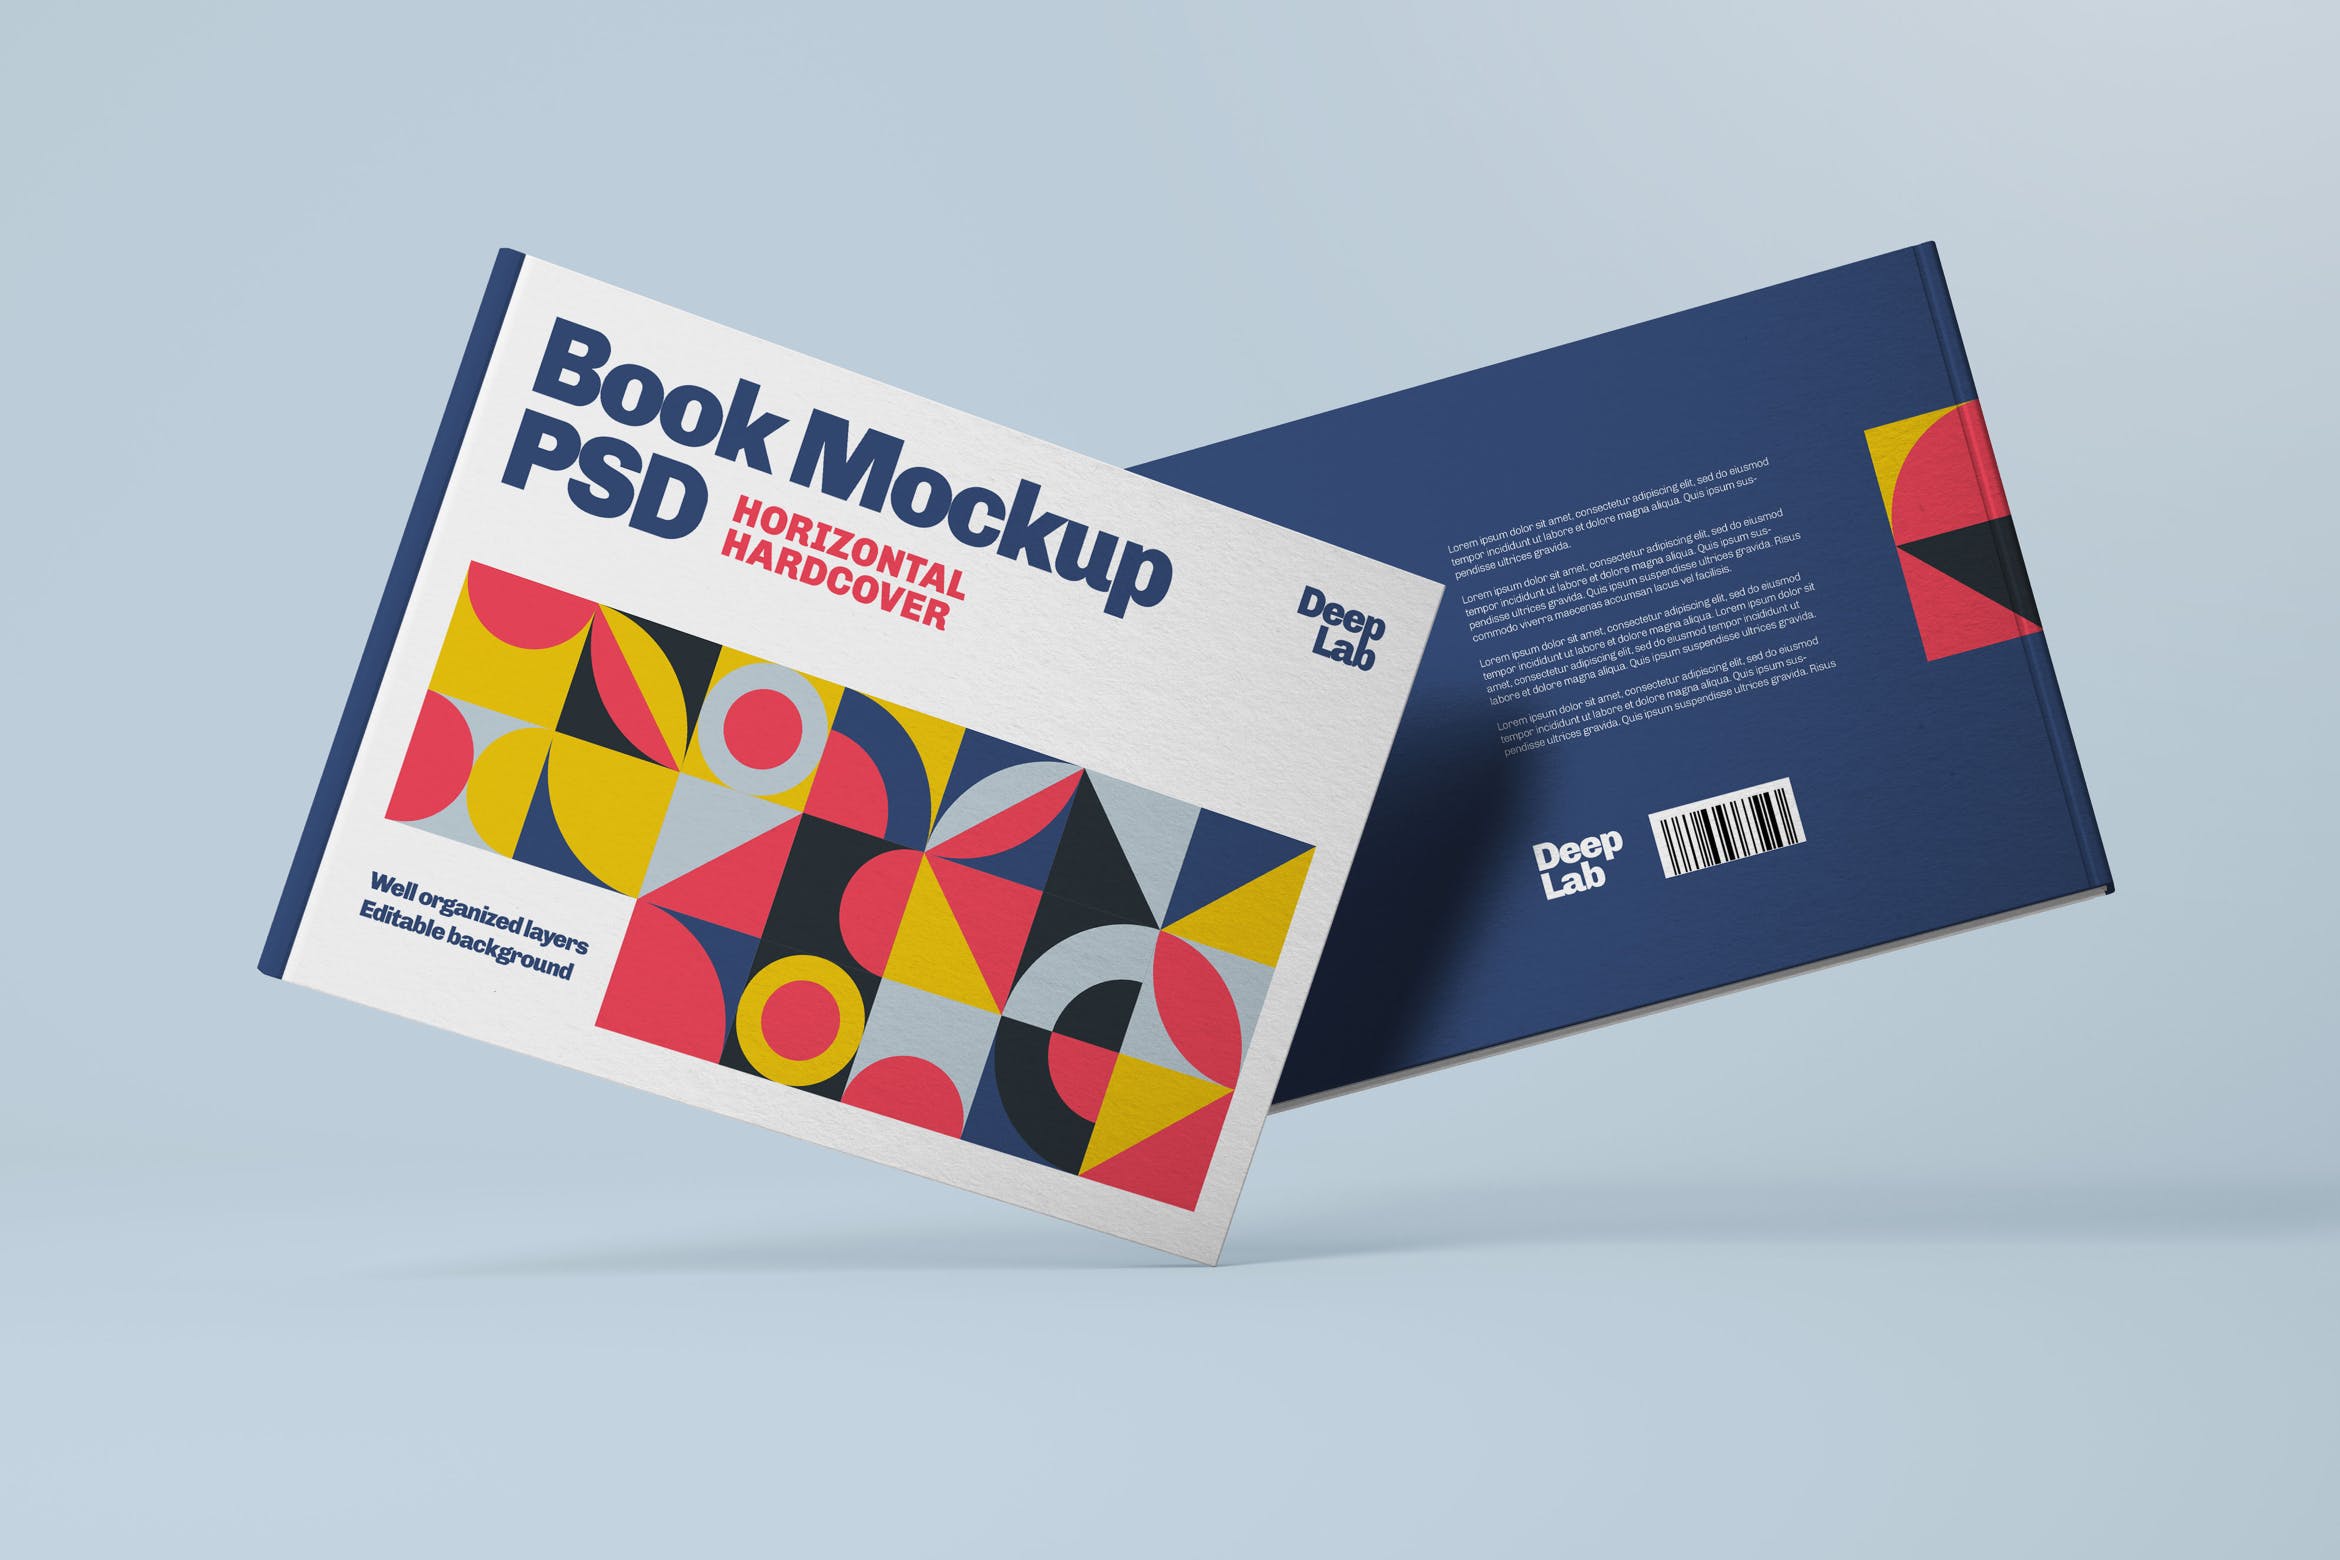 Book Mockup
PSD
HORIZONTAL
HARDCOVER
Deep
Lab
Well organized layers
Editable background
Lorem ipsum dolor sit amet, consectetur adipiscing elit, sed do eiusmod
tempor incididunt ut labore et dolore magna aliqua. Quis ipsum sus-
pendisse ultrices gravida.
Lorem ipsum dolor sit amet, consectetur adipiscing elit, sed do eiusmod
tempor incididunt ut labore et dolore magna aliqua. Quis ipsum sus-
pendisse ultrices gravida. Quis ipsum suspendisse ultrices gravida. Risus
commodo viverra maecenas accumsan lacus vel facilisis.
Lorem ipsum dolor sit amet, consectetur adipiscing elit, sed do eiusmod
tempor incididunt ut labore et dolore magna aliqua. Lorem ipsum dolor sit
amet, consectetur adipiscing elit, sed do eiusmod tempor incididunt ut
labore et dolore magna aliqua. Quis ipsum suspendisse ultrices gravida.
Lorem ipsum dolor sit amet, consectetur adipiscing elit, sed do eiusmod
tempor incididunt ut labore et dolore magna aliqua. Quis ipsum sus-
pendisse ultrices gravida. Quis ipsum suspendisse ultrices gravida. Risus
Deep
Lab